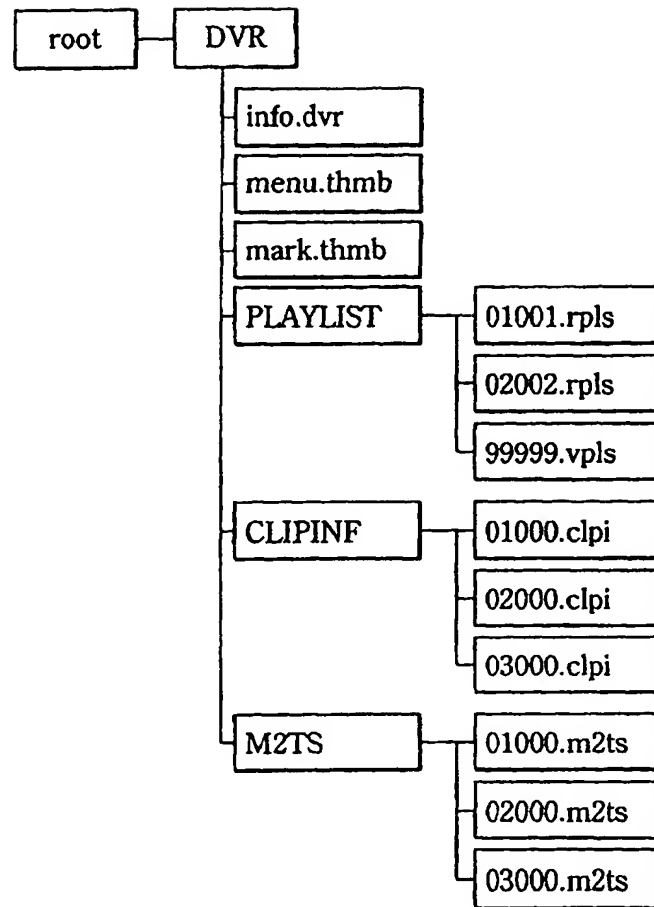 root
DVR
info.dvr
menu.thmb
mark.thmb
PLAYLIST
01001.rpls
02002.rpls
99999.vpls
CLIPINF
01000.clpi
02000.clpi
03000.clpi
M2TS
01000.m2ts
02000.m2ts
03000.m2ts